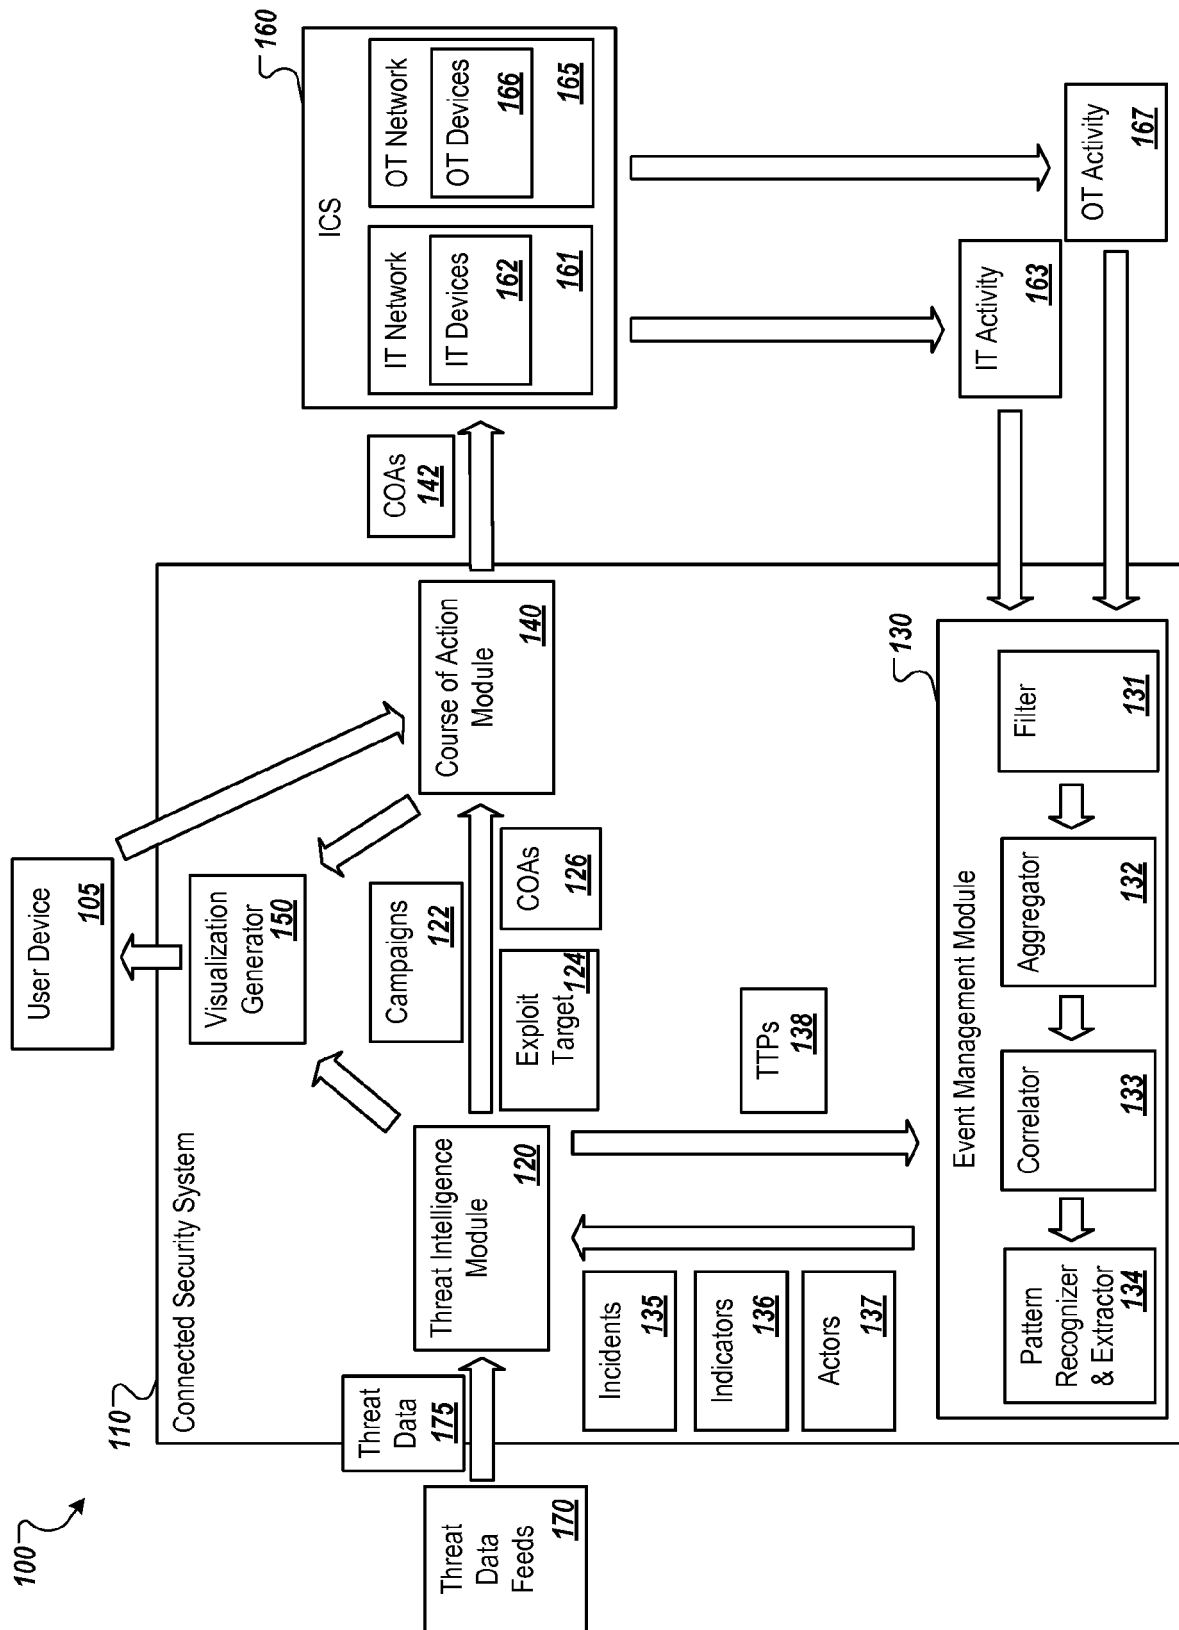 100
User Device
105
110
Connected Security System
Visualization
Generator
150
Threat
Data
Feeds
170
Threat
Data
175
Threat Intelligence
Module
120
Campaigns
122
Exploit
Target
124
COAs
126
Course of Action
Module
140
COAs
142
160
ICS
IT Network
IT Devices
162
161
OT Network
OT Devices
166
165
Incidents
135
Indicators
136
Actors
137
TTPs
138
130
Event Management Module
Pattern
Recognizer
& Extractor
134
Correlator
133
Aggregator
132
Filter
131
IT Activity
163
OT Activity
167